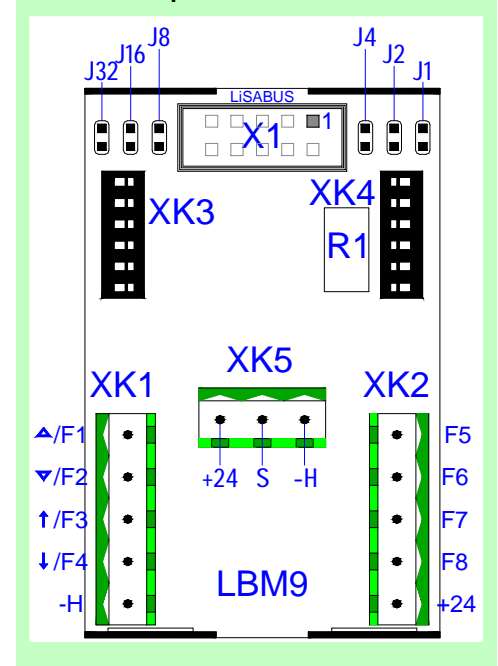 J8
J16
J4
J32
J2
J1
LiSABUS
X1
1
XK3
XK4
R1
XK5
XK1
XK2
/F1
F5
+24 S -H
/F2
F6
↑/F3
F7
↓/F4
F8
LBM9
-H
+24